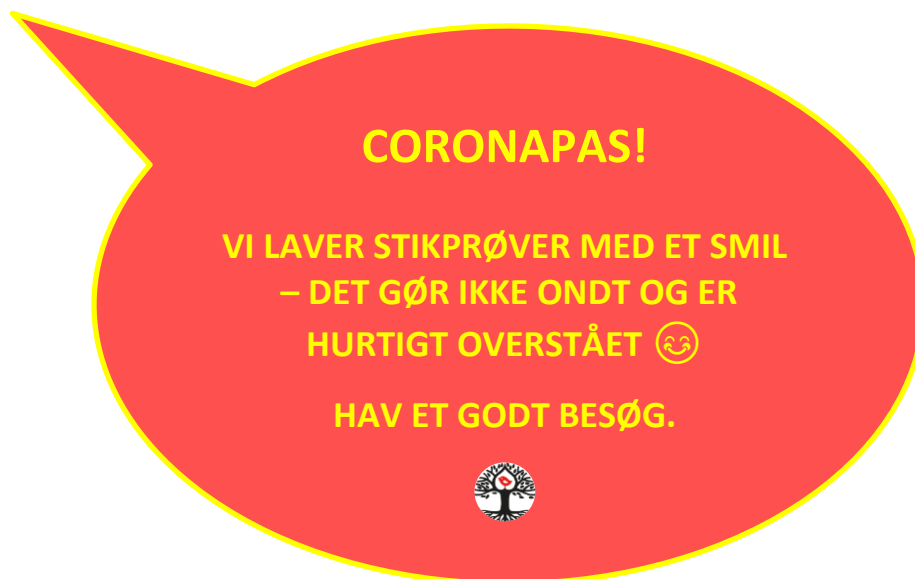 CORONAPAS!
VI LAVER STIKPRØVER MED ET SMIL
– DET GØR IKKE ONDT OG ER
HURTIGT OVERSTÅET 😊
HAV ET GODT BESØG.